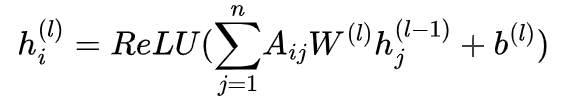 h_i^{(l)} = ReLU(\sum_{j=1}^{n} A_{ij} W^{(l)} h_j^{(l-1)} + b^{(l)})